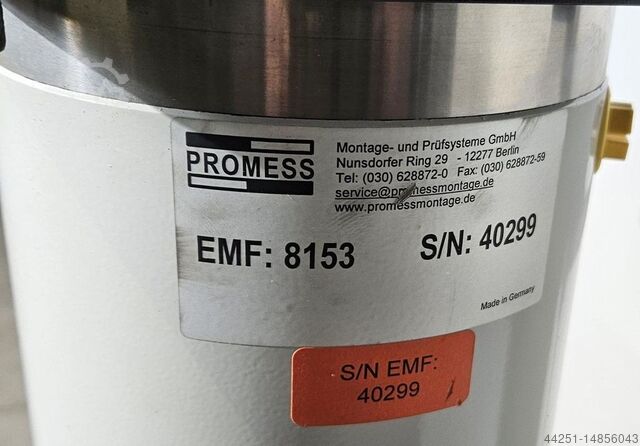 PROMESS
Montage- und Prüfsysteme GmbH
Nunsdorfer Ring 29 - 12277 Berlin
Tel: (030) 628872-0 Fax: (030) 628872-59
service@promessmontage.de
www.promessmontage.de
EMF: 8153 S/N: 40299
Made in Germany
S/N EMF:
40299
44251-14856043